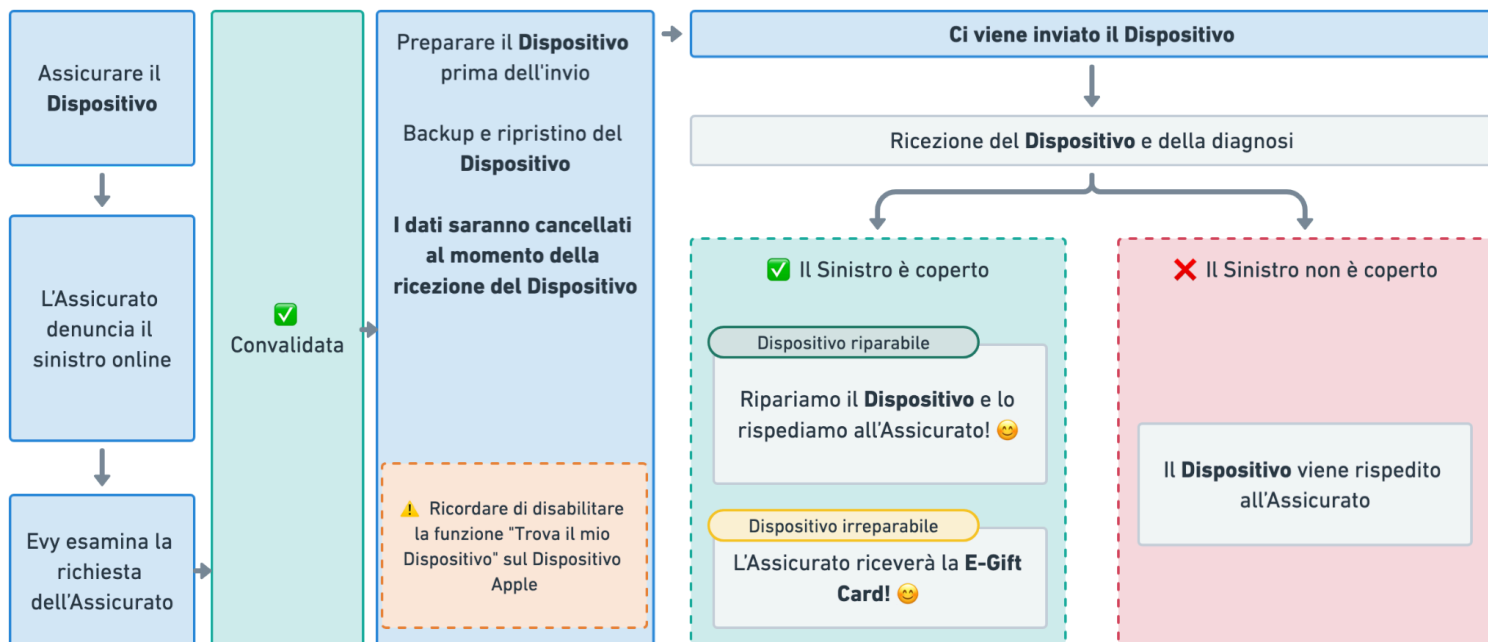 Assicurare il
Dispositivo
L'Assicurato
denuncia il
sinistro online
Evy esamina la
richiesta
dell'Assicurato
✅
Convalidata
Preparare il Dispositivo
prima dell'invio
Backup e ripristino del
Dispositivo
I dati saranno cancellati
al momento della
ricezione del Dispositivo
⚠️ Ricordare di disabilitare
la funzione "Trova il mio
Dispositivo" sul Dispositivo
Apple
Ci viene inviato il Dispositivo
Ricezione del Dispositivo e della diagnosi
✅ Il Sinistro è coperto
Dispositivo riparabile
Ripariamo il Dispositivo e lo
rispediamo all'Assicurato! 😊
Dispositivo irreparabile
L'Assicurato riceverà la E-Gift
Card! 😊
❌ Il Sinistro non è coperto
Il Dispositivo viene rispedito
all'Assicurato